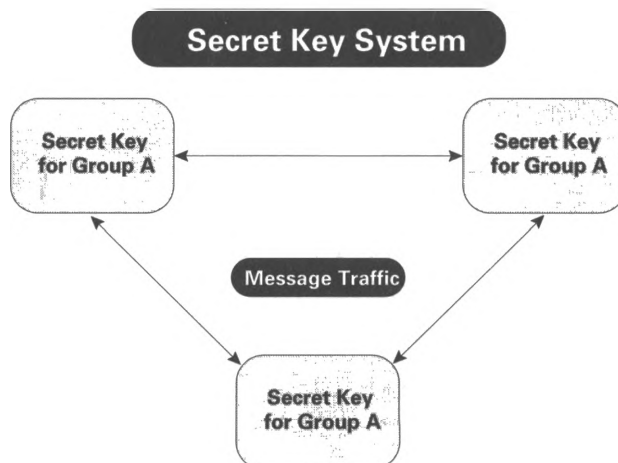 Secret Key System
Secret Key
for Group A
Secret Key
for Group A
Message Traffic
Secret Key
for Group A